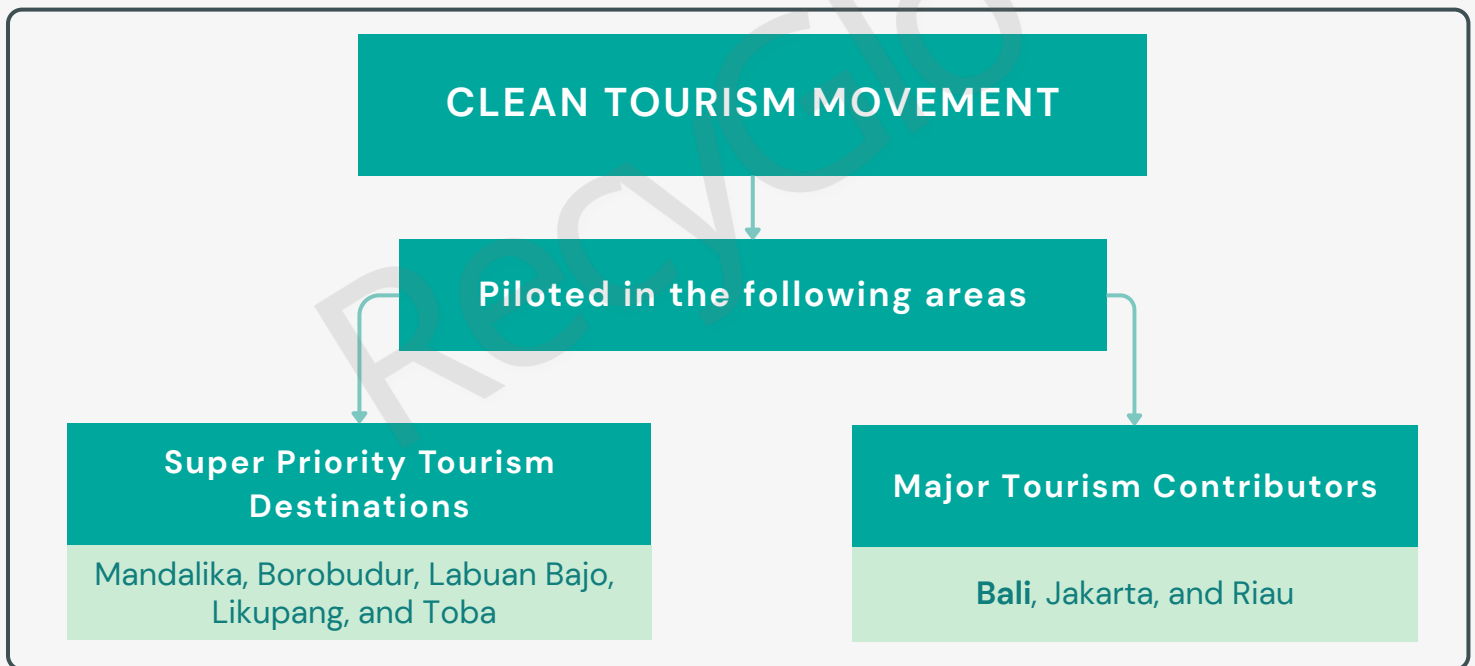 CLEAN TOURISM MOVEMENT
Piloted in the following areas
Super Priority Tourism
Destinations
Mandalika, Borobudur, Labuan Bajo,
Likupang, and Toba
Major Tourism Contributors
Bali, Jakarta, and Riau
RecyGlo